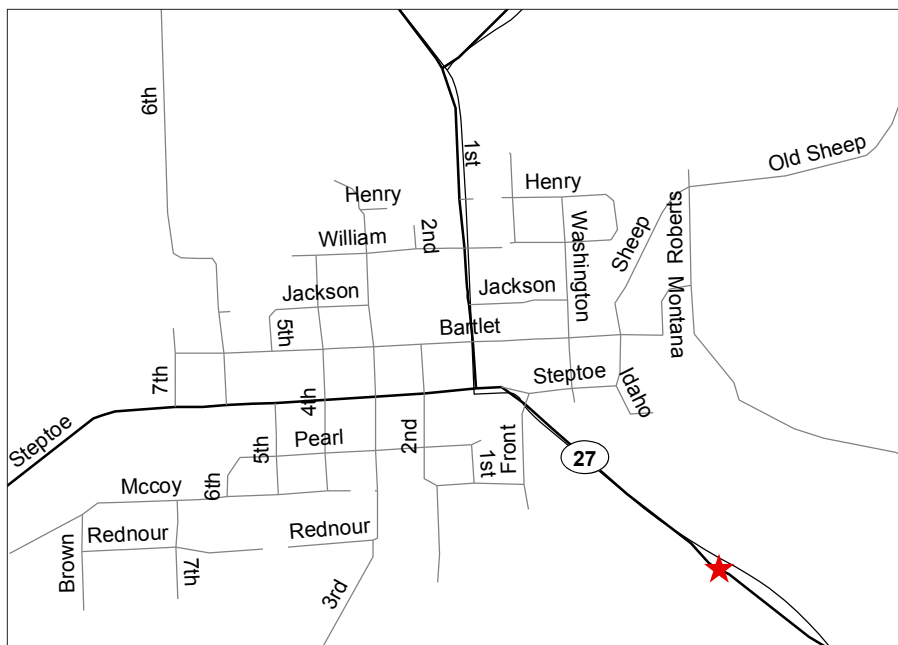 6th
1st
Old Sheep
Henry
Henry
Roberts
2nd
William
Washington
Sheep
Jackson
Jackson
Montana
5th
Bartlet
7th
Steptoe
Idaho
4th
Steptoe
Pearl
2nd
5th
Front
1st
27
6th
Mccoy
Rednour
Rednour
Brown
7th
3rd